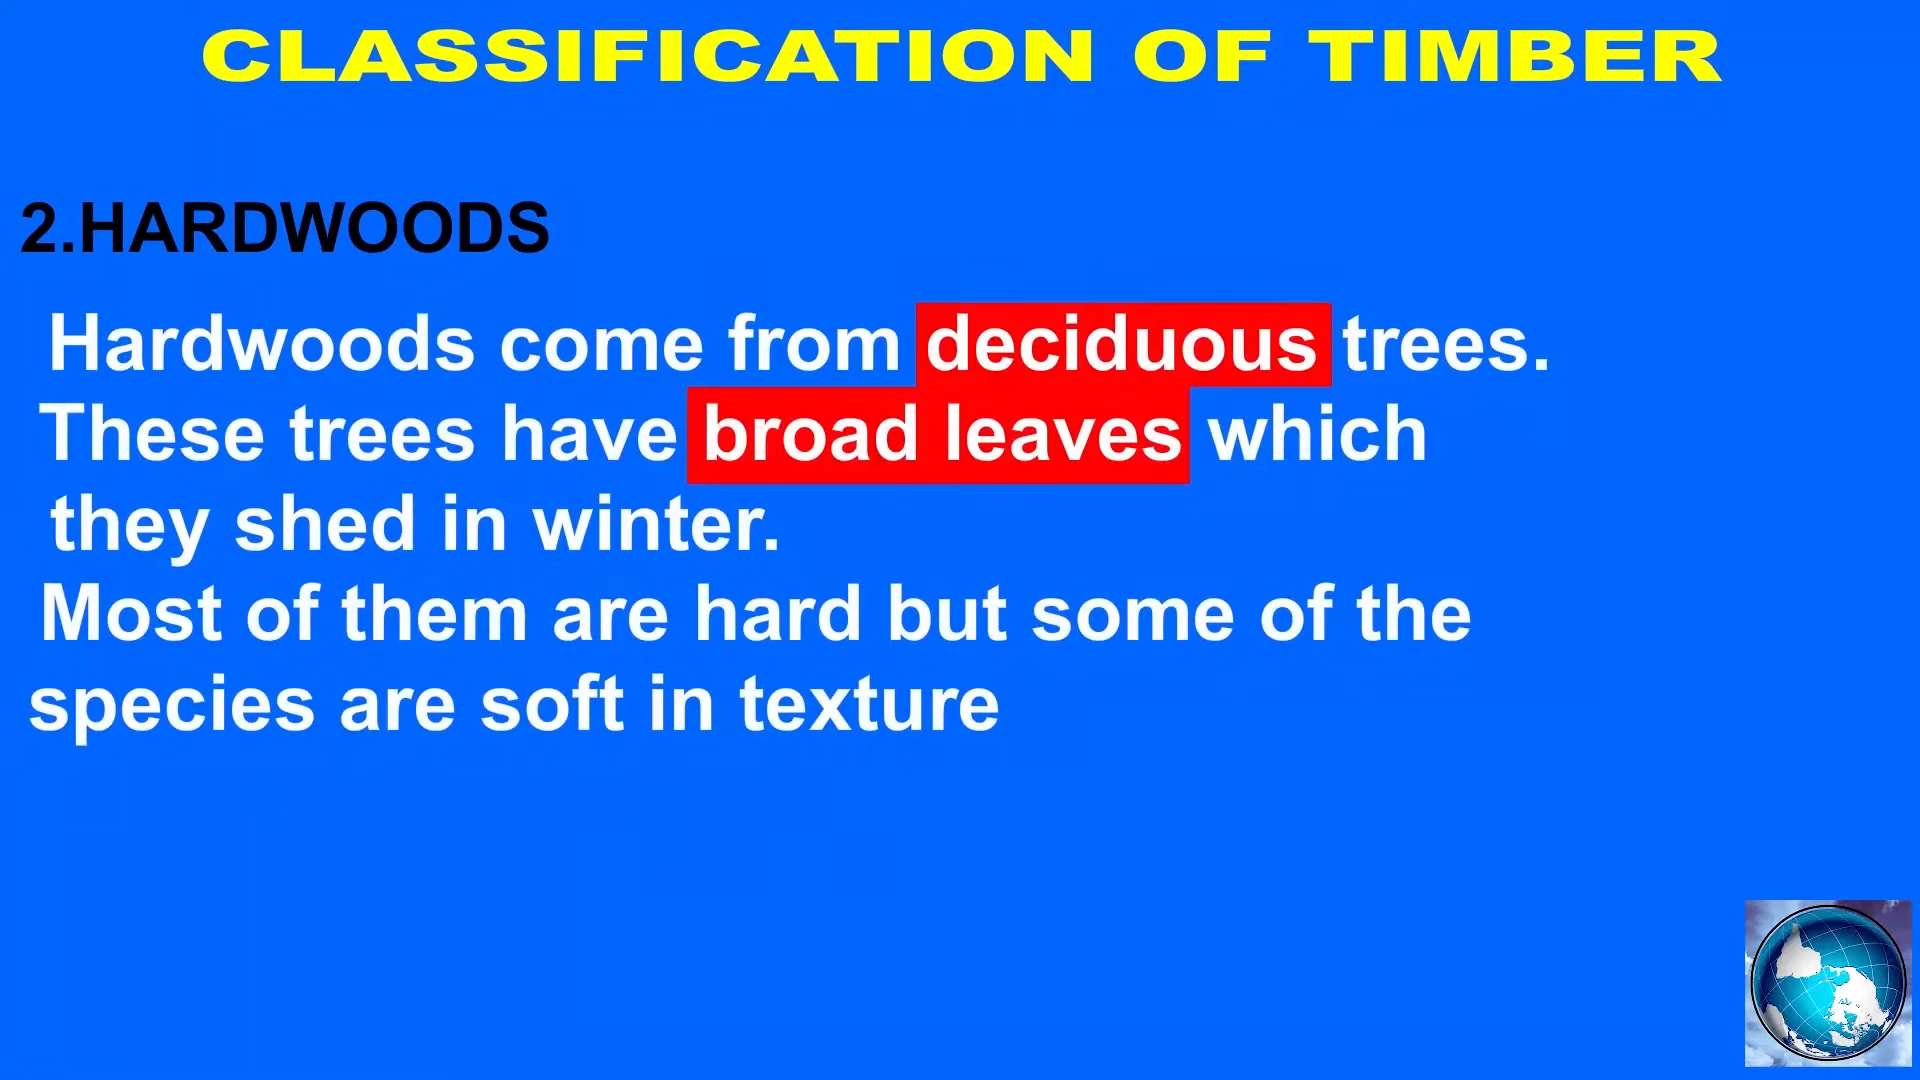 CLASSIFICATION OF TIMBER
2.HARDWOODS
Hardwoods come from deciduous trees.
These trees have broad leaves which
they shed in winter.
Most of them are hard but some of the
species are soft in texture